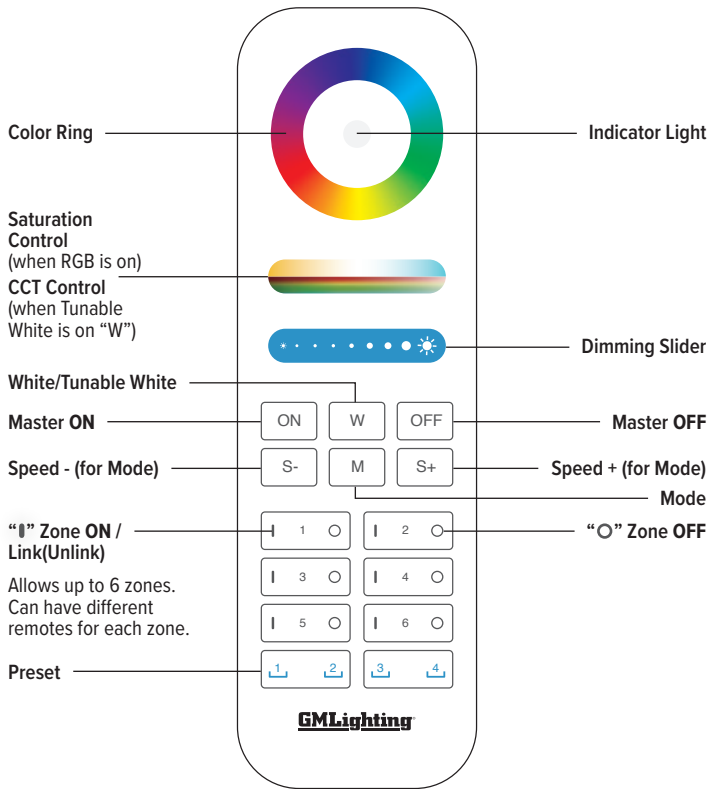 Color Ring
Indicator Light
Saturation
Control
(when RGB is on)
CCT Control
(when Tunable
White is on “W”)
Dimming Slider
White/Tunable White
Master ON
ON
W
OFF
Master OFF
Speed - (for Mode)
S-
M
S+
Speed + (for Mode)
Mode
“I” Zone ON /
Link(Unlink)
I 1 O
I 2 O
“O” Zone OFF
Allows up to 6 zones.
Can have different
remotes for each zone.
I 3 O
I 4 O
I 5 O
I 6 O
Preset
1 2
3 4
GMLighting